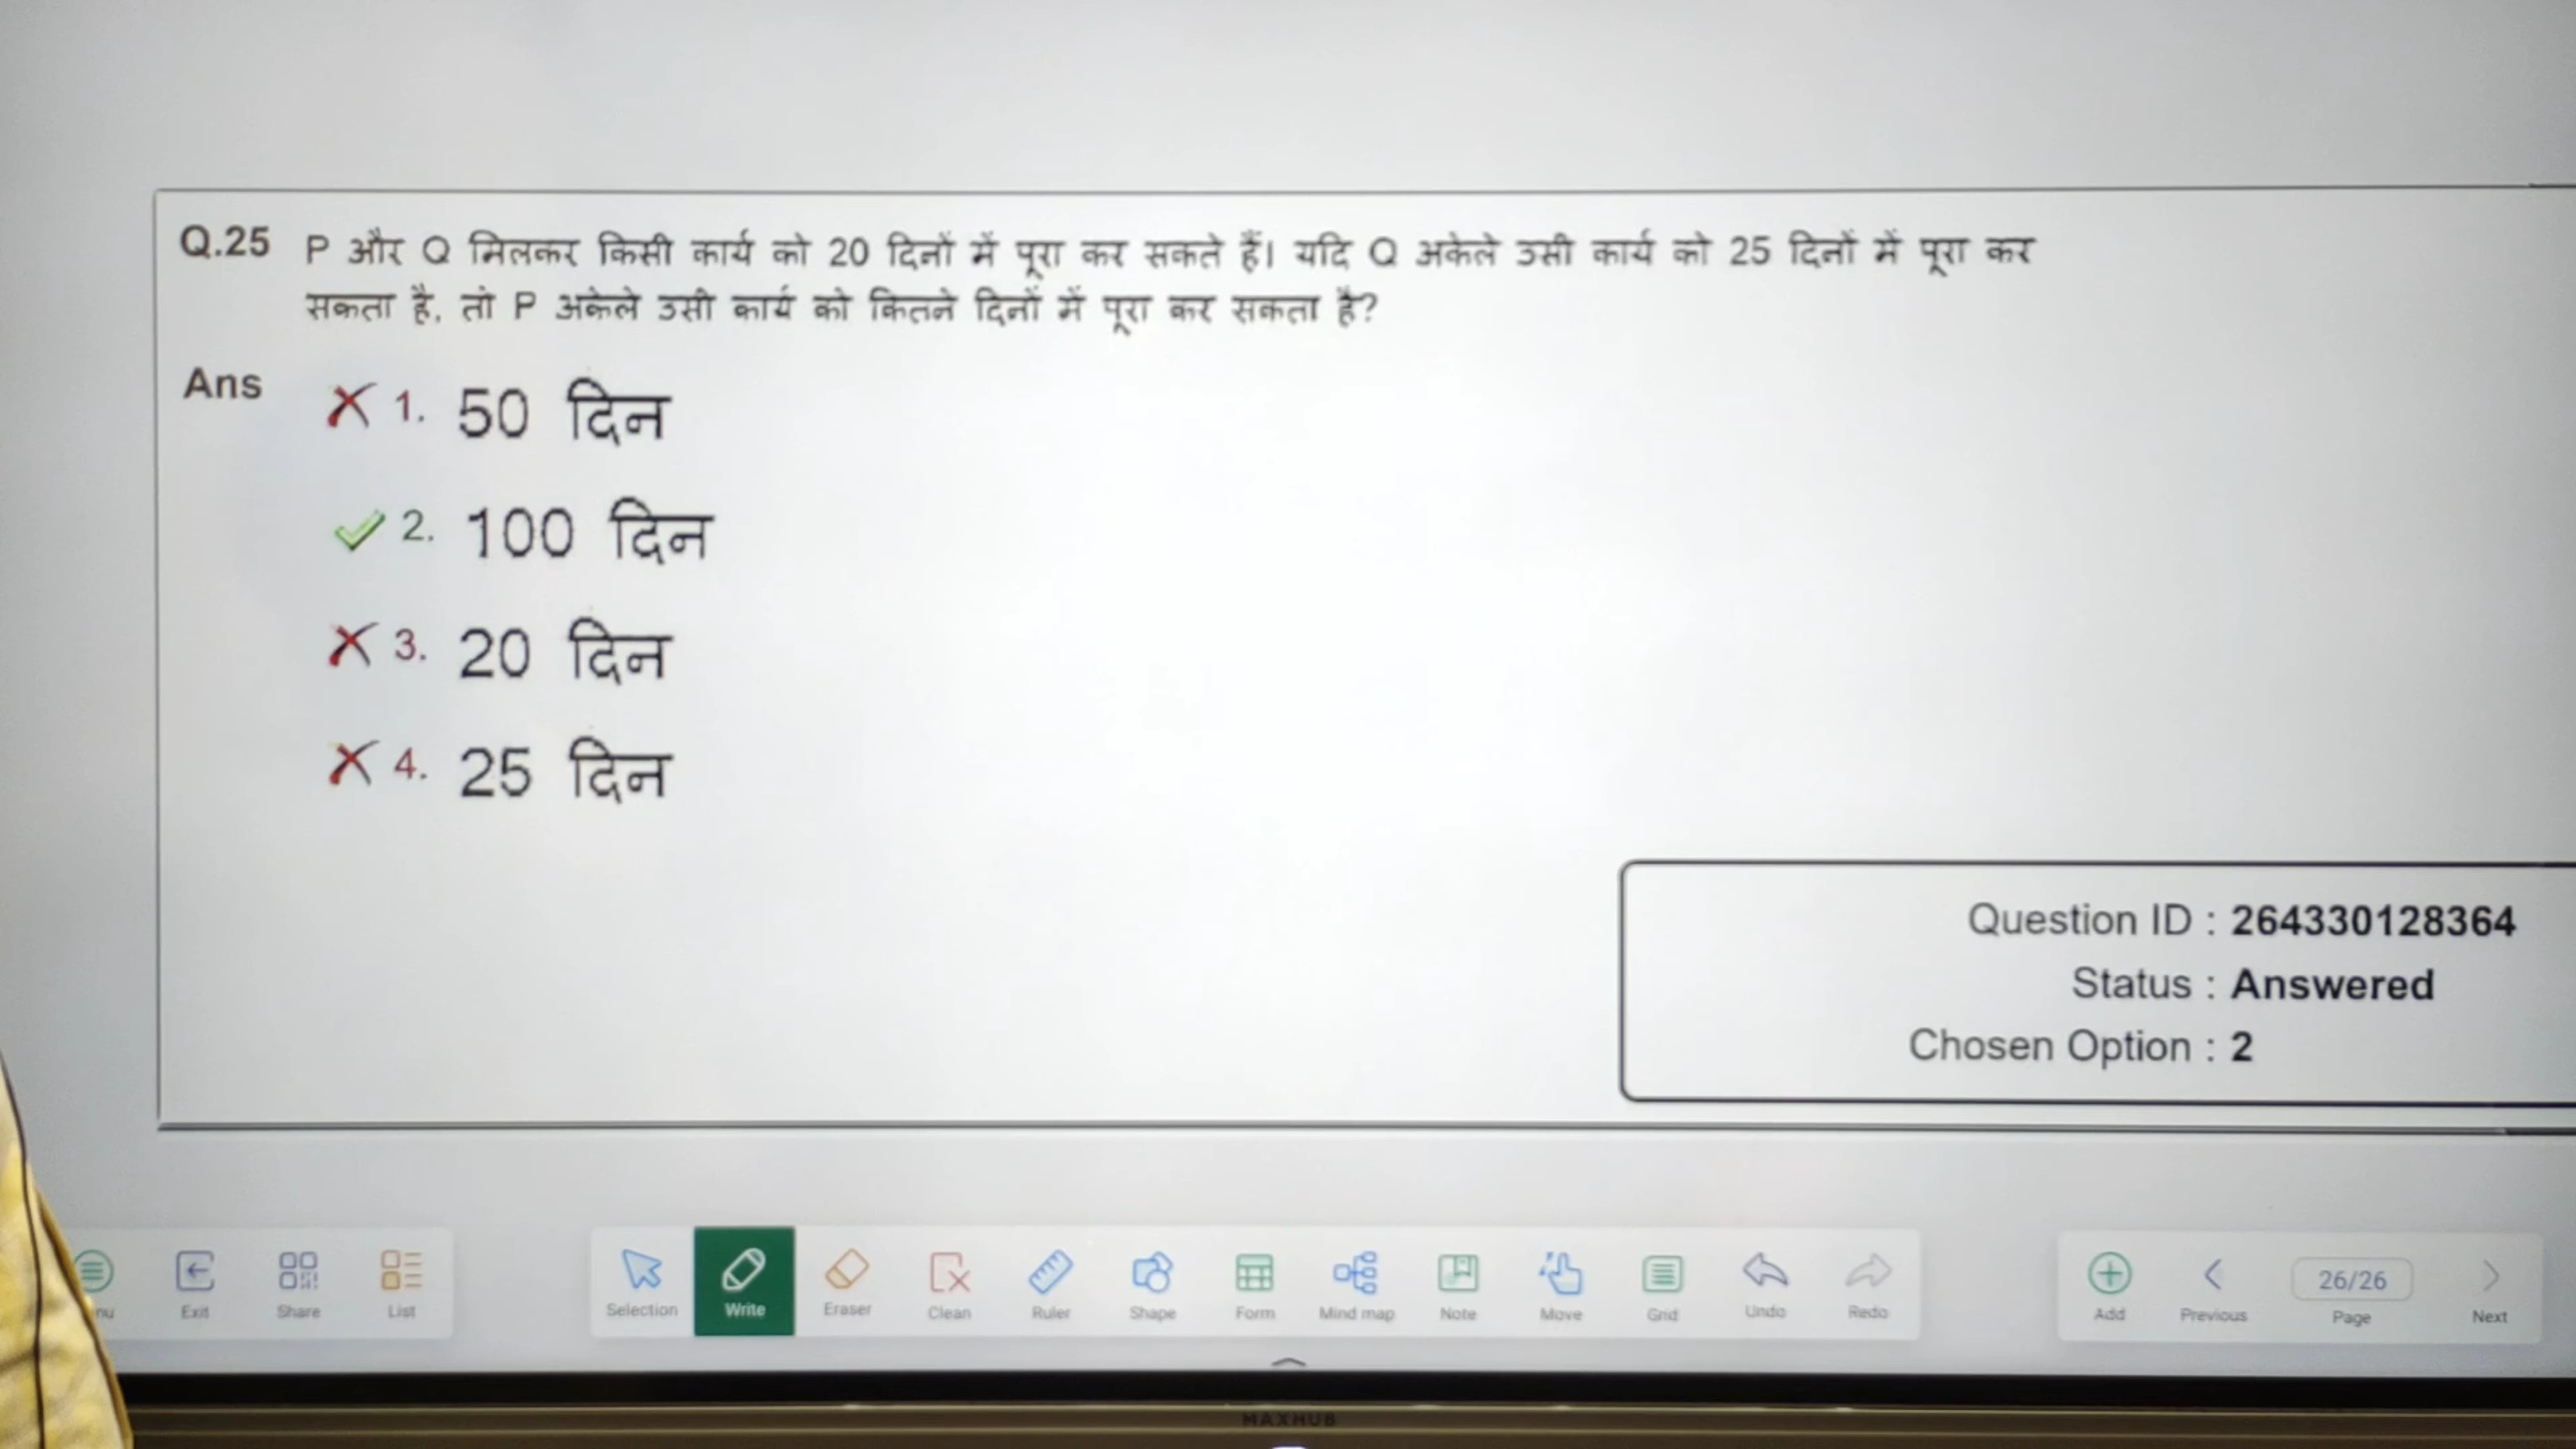 Q.25 P और Q मिलकर किसी कार्य को 20 दिनों में पूरा कर सकते हैं। यदि Q अकेले उसी कार्य को 25 दिनों में पूरा कर
सकता है, तो P अकेले उसी कार्य को कितने दिनों में पूरा कर सकता है?
Ans 1. 50 दिन
2. 100 दिन
3. 20 दिन
4. 25 दिन
Question ID : 264330128364
Status : Answered
Chosen Option : 2
Exit Share List Selection Write Eraser Clean Ruler Shape Form Mind map Note Move Grid Undo Redo Add Previous 26/26 Page Next
MAXHUB